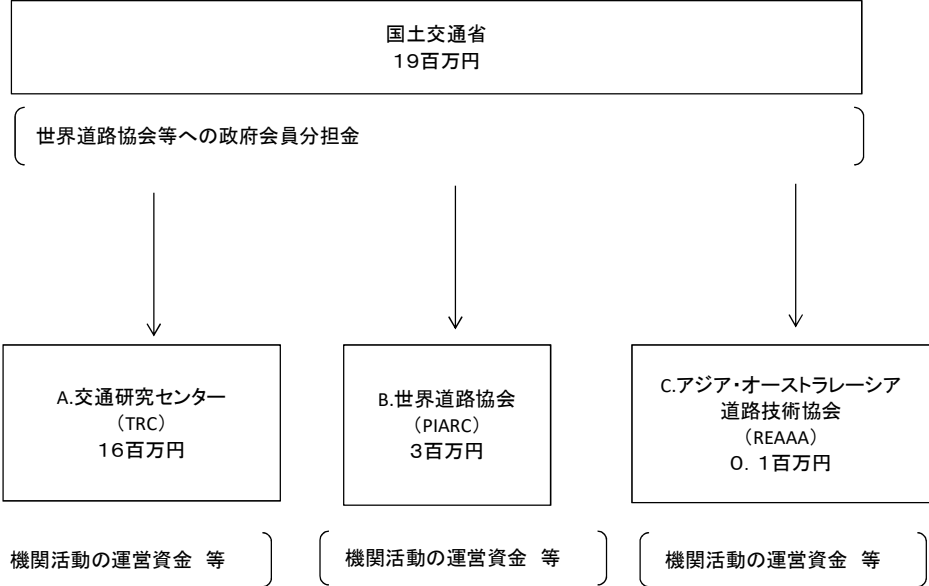 国土交通省
19百万円
世界道路協会等への政府会員分担金
A.交通研究センター
（TRC）
16百万円
B.世界道路協会
（PIARC）
3百万円
C.アジア・オーストラレーシア
道路技術協会
（REAAA）
0．1百万円
機関活動の運営資金　等
機関活動の運営資金　等
機関活動の運営資金　等